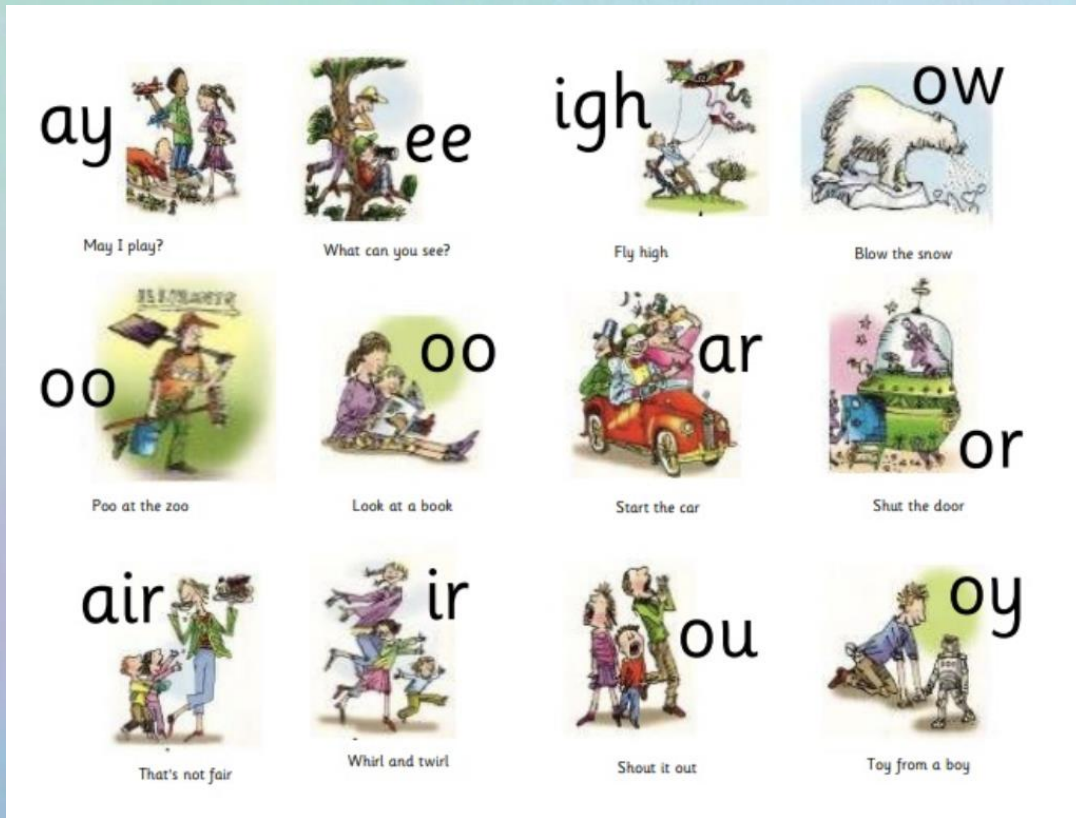 ay
ee
igh
ow
May I play?
What can you see?
Fly high
Blow the snow
ELEPHANTS
oo
oo
ar
or
Poo at the zoo
Look at a book
Start the car
Shut the door
air
ir
ou
oy
That's not fair
Whirl and twirl
Shout it out
Toy from a boy